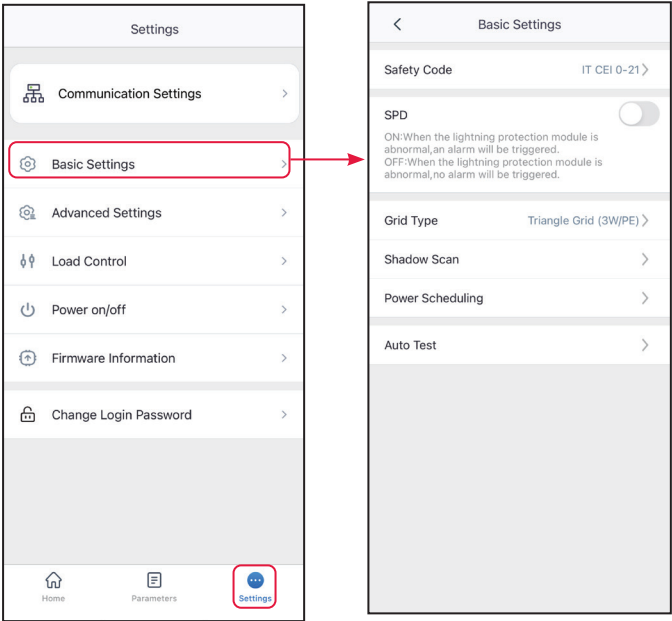 Settings
Communication Settings
Basic Settings
Advanced Settings
Load Control
Power on/off
Firmware Information
Change Login Password
Home
Parameters
Settings
Basic Settings
Safety Code
IT CEI 0-21
SPD
ON:When the lightning protection module is
abnormal,an alarm will be triggered.
OFF:When the lightning protection module is
abnormal,no alarm will be triggered.
Grid Type
Triangle Grid (3W/PE)
Shadow Scan
Power Scheduling
Auto Test